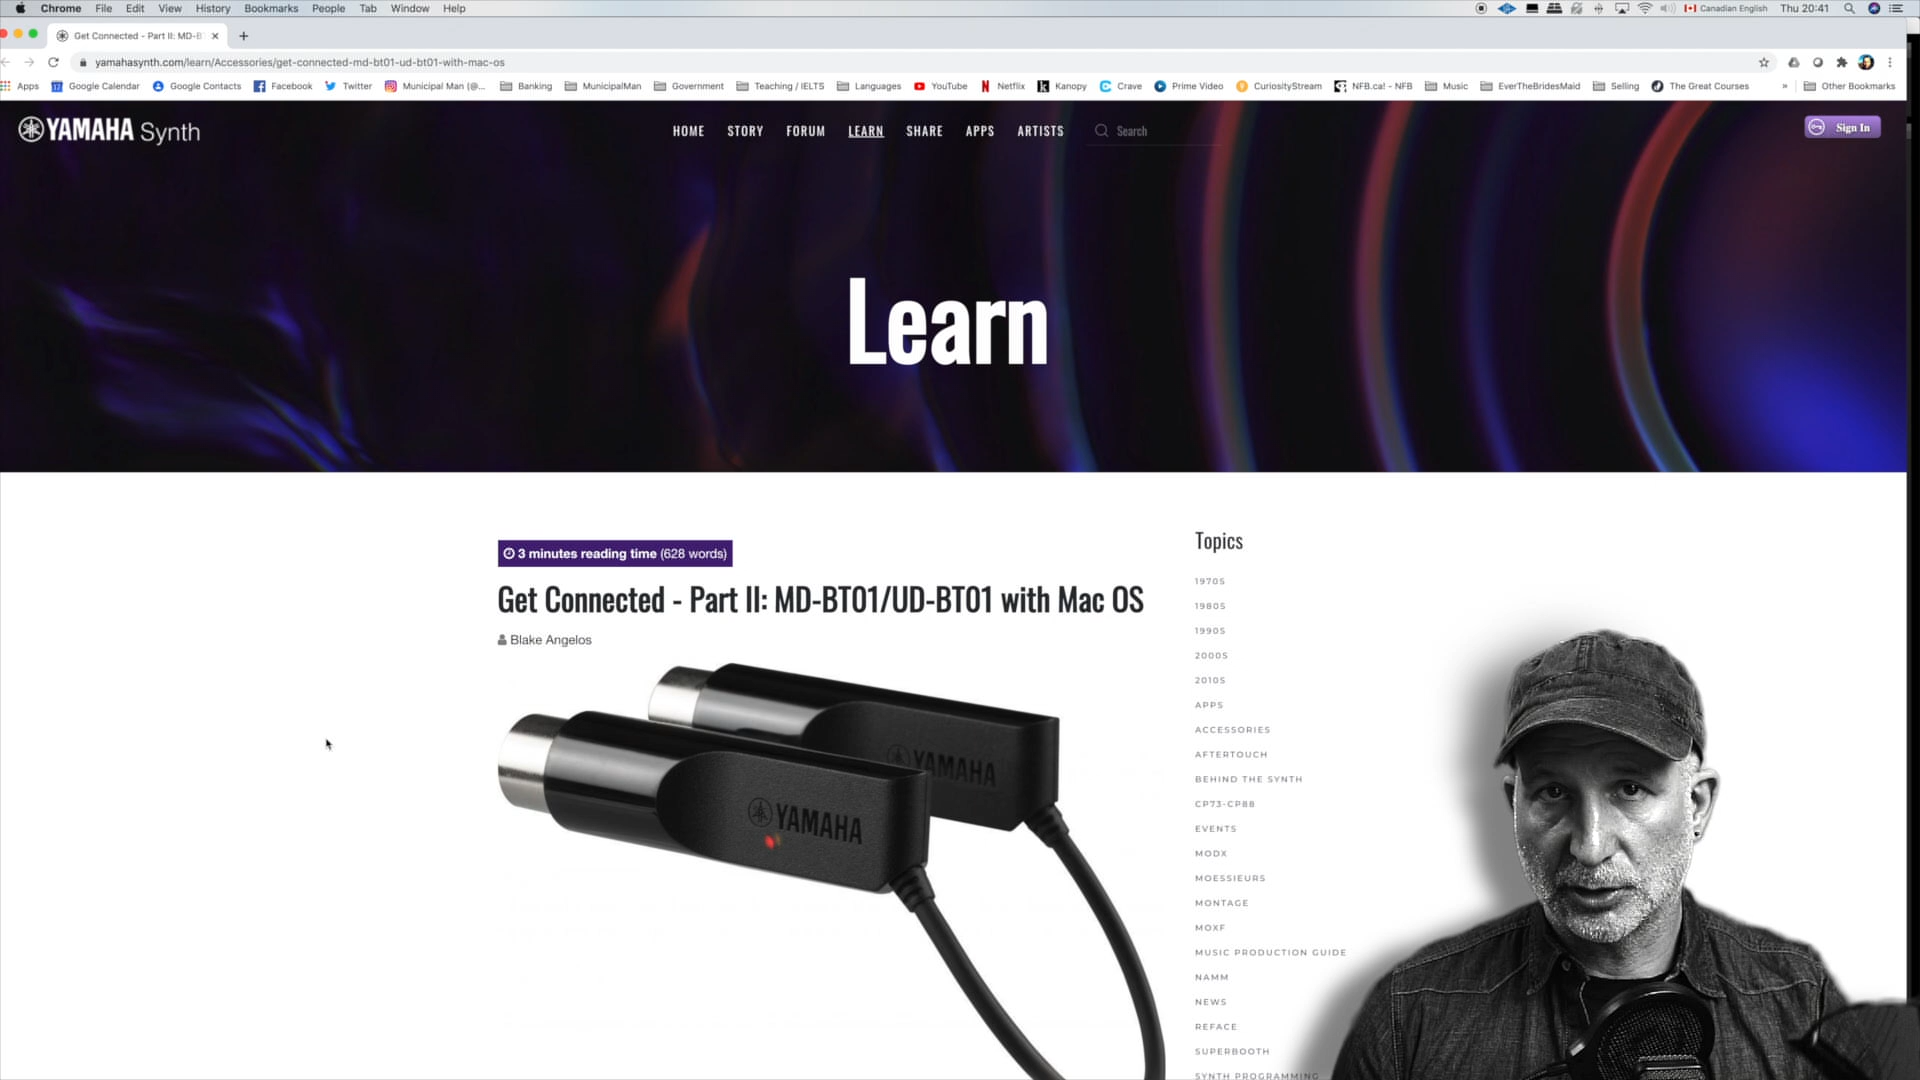 Chrome File Edit View History Bookmarks People Tab Window Help Canadian English Thu 20:41
Get Connected - Part II: MD-B
yamahasynth.com/learn/Accessories/get-connected-md-bt01-ud-bt01-with-mac-os
Apps Google Calendar Google Contacts Facebook Twitter Municipal Man (@... Banking MunicipalMan Government Teaching / IELTS Languages YouTube Netflix Kanopy Crave Prime Video CuriosityStream NFB.ca! - NFB Music EverTheBridesMaid Selling The Great Courses » Other Bookmarks
YAMAHA Synth HOME STORY FORUM LEARN SHARE APPS ARTISTS Search Sign In
Learn
3 minutes reading time (628 words)
Get Connected - Part II: MD-BT01/UD-BT01 with Mac OS
Blake Angelos
YAMAHA
YAMAHA
Topics
1970S
1980S
1990S
2000S
2010S
APPS
ACCESSORIES
AFTERTOUCH
BEHIND THE SYNTH
CP73-CP88
EVENTS
MODX
MOESSIEURS
MONTAGE
MOXF
MUSIC PRODUCTION GUIDE
NAMM
NEWS
REFACE
SUPERBOOTH
SYNTH PROGRAMMING